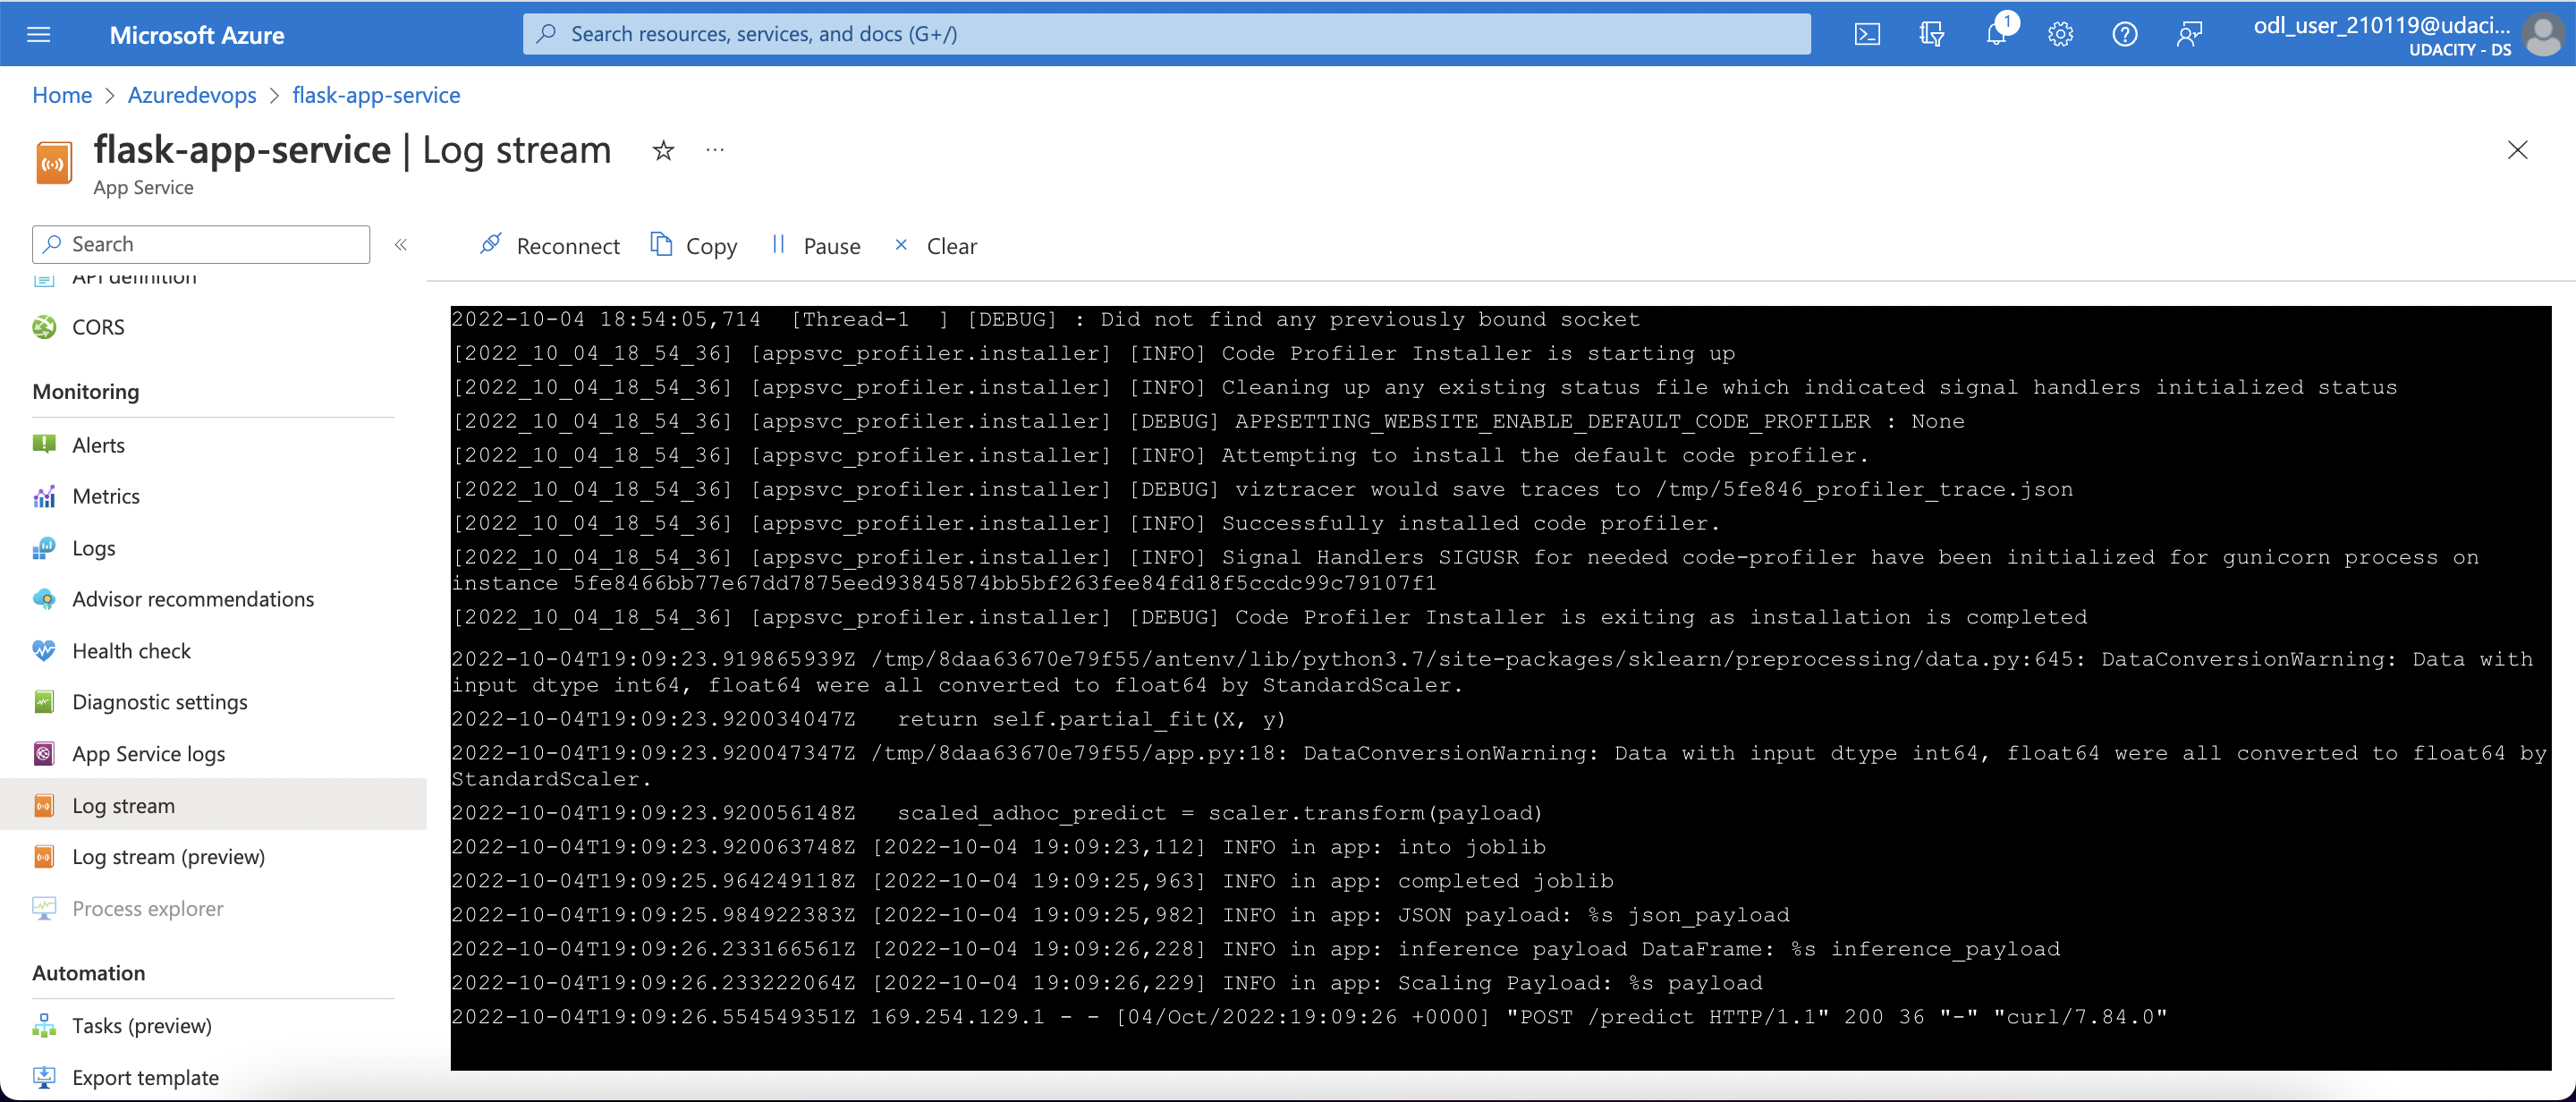 Microsoft Azure
Search resources, services, and docs (G+/)
1
odl_user_210119@udaci...
UDACITY - DS
Home > Azuredevops > flask-app-service
flask-app-service | Log stream
App Service
Search
Reconnect
Copy
Pause
Clear
API definition
CORS
Monitoring
Alerts
Metrics
Logs
Advisor recommendations
Health check
Diagnostic settings
App Service logs
Log stream
Log stream (preview)
Process explorer
Automation
Tasks (preview)
Export template
2022-10-04 18:54:05,714  [Thread-1  ] [DEBUG] : Did not find any previously bound socket
[2022_10_04_18_54_36] [appsvc_profiler.installer] [INFO] Code Profiler Installer is starting up
[2022_10_04_18_54_36] [appsvc_profiler.installer] [INFO] Cleaning up any existing status file which indicated signal handlers initialized status
[2022_10_04_18_54_36] [appsvc_profiler.installer] [DEBUG] APPSETTING_WEBSITE_ENABLE_DEFAULT_CODE_PROFILER : None
[2022_10_04_18_54_36] [appsvc_profiler.installer] [INFO] Attempting to install the default code profiler.
[2022_10_04_18_54_36] [appsvc_profiler.installer] [DEBUG] viztracer would save traces to /tmp/5fe846_profiler_trace.json
[2022_10_04_18_54_36] [appsvc_profiler.installer] [INFO] Successfully installed code profiler.
[2022_10_04_18_54_36] [appsvc_profiler.installer] [INFO] Signal Handlers SIGUSR for needed code-profiler have been initialized for gunicorn process on
instance 5fe8466bb77e67dd7875eed93845874bb5bf263fee84fd18f5ccdc99c79107f1
[2022_10_04_18_54_36] [appsvc_profiler.installer] [DEBUG] Code Profiler Installer is exiting as installation is completed
2022-10-04T19:09:23.919865939Z /tmp/8daa63670e79f55/antenv/lib/python3.7/site-packages/sklearn/preprocessing/data.py:645: DataConversionWarning: Data with
input dtype int64, float64 were all converted to float64 by StandardScaler.
2022-10-04T19:09:23.920034047Z   return self.partial_fit(X, y)
2022-10-04T19:09:23.920047347Z /tmp/8daa63670e79f55/app.py:18: DataConversionWarning: Data with input dtype int64, float64 were all converted to float64 by
StandardScaler.
2022-10-04T19:09:23.920056148Z   scaled_adhoc_predict = scaler.transform(payload)
2022-10-04T19:09:23.920063748Z [2022-10-04 19:09:23,112] INFO in app: into joblib
2022-10-04T19:09:25.964249118Z [2022-10-04 19:09:25,963] INFO in app: completed joblib
2022-10-04T19:09:25.984922383Z [2022-10-04 19:09:25,982] INFO in app: JSON payload: %s json_payload
2022-10-04T19:09:26.233166561Z [2022-10-04 19:09:26,228] INFO in app: inference payload DataFrame: %s inference_payload
2022-10-04T19:09:26.233222064Z [2022-10-04 19:09:26,229] INFO in app: Scaling Payload: %s payload
2022-10-04T19:09:26.554549351Z 169.254.129.1 - - [04/Oct/2022:19:09:26 +0000] "POST /predict HTTP/1.1" 200 36 "-" "curl/7.84.0"